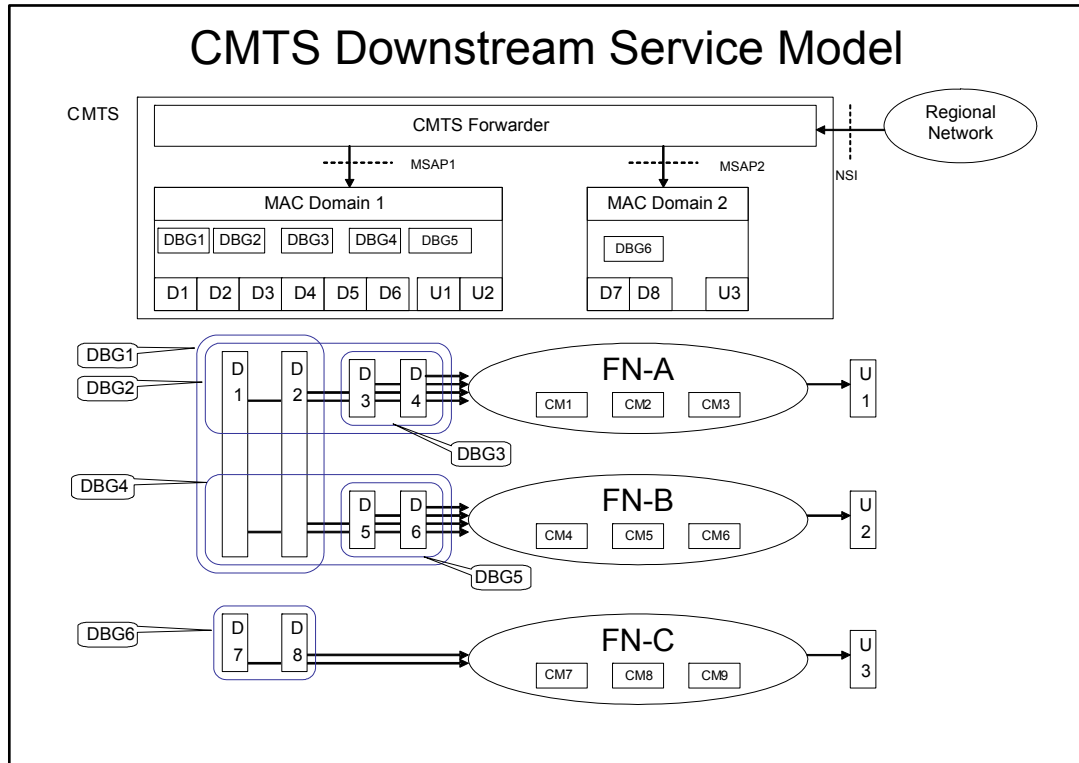 CMTS Downstream Service Model
CMTS
CMTS Forwarder
Regional
Network
MSAP1
MSAP2
NSI
MAC Domain 1
MAC Domain 2
DBG1 DBG2 DBG3 DBG4 DBG5
DBG6
D1 D2 D3 D4 D5 D6 U1 U2
D7 D8 U3
DBG1
DBG2
D
1
D
2
D
3
D
4
FN-A
CM1 CM2 CM3
U
1
DBG3
DBG4
D
5
D
6
FN-B
CM4 CM5 CM6
U
2
DBG5
DBG6
D
7
D
8
FN-C
CM7 CM8 CM9
U
3